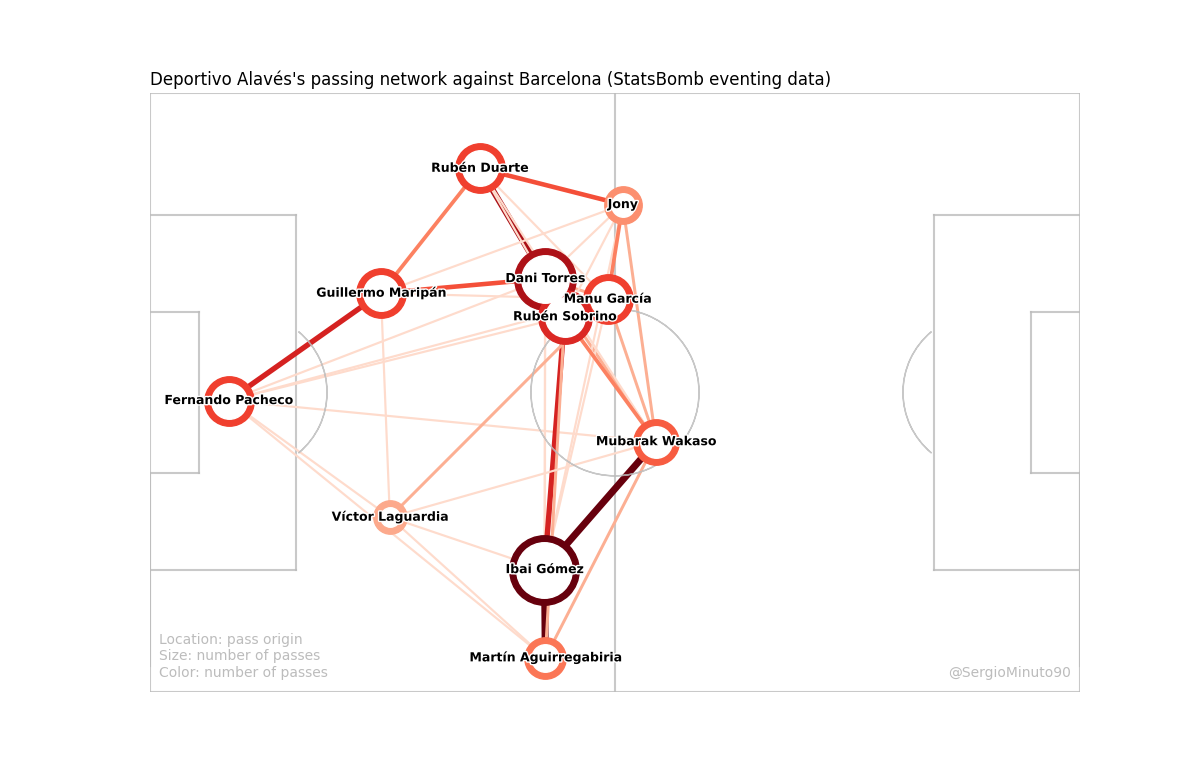 Deportivo Alavés's passing network against Barcelona (StatsBomb eventing data)
Rubén Duarte
Jony
Dani Torres
Guillermo Maripán
Manu García
Rubén Sobrino
Fernando Pacheco
Mubarak Wakaso
Víctor Laguardia
Ibai Gómez
Martín Aguirregabiria
Location: pass origin
Size: number of passes
Color: number of passes
@SergioMinuto90